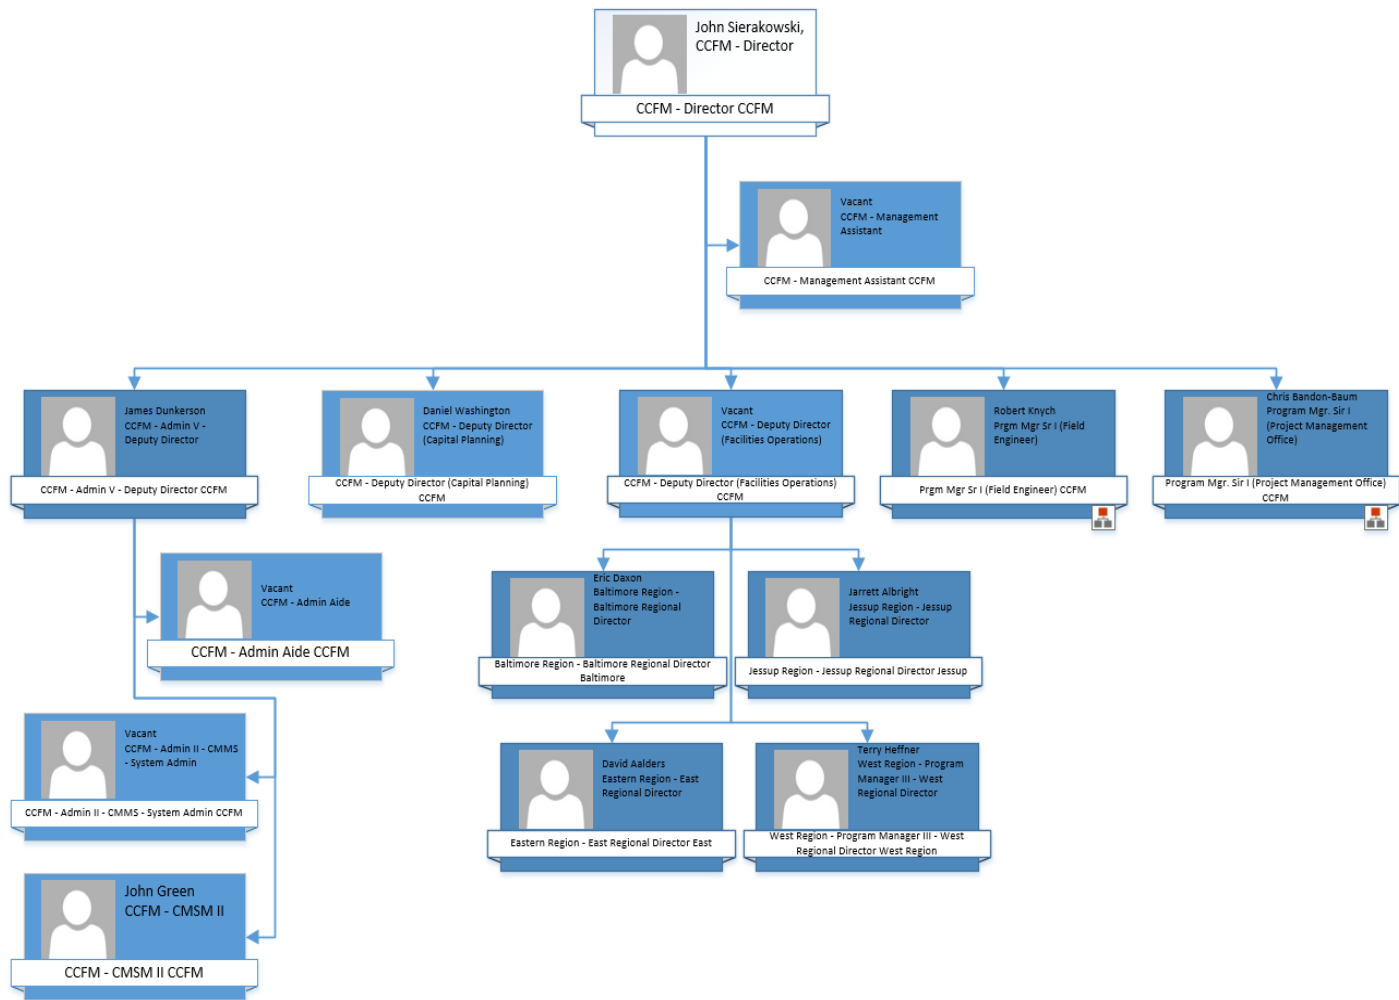 John Sierakowski,
CCFM - Director
CCFM - Director CCFM
Vacant
CCFM - Management
Assistant
CCFM - Management Assistant CCFM
James Dunkerson
CCFM - Admin V -
Deputy Director
CCFM - Admin V - Deputy Director CCFM
Daniel Washington
CCFM - Deputy Director
(Capital Planning)
CCFM - Deputy Director (Capital Planning)
CCFM
Vacant
CCFM - Deputy Director
(Facilities Operations)
CCFM - Deputy Director (Facilities Operations)
CCFM
Robert Knych
Prgm Mgr Sr I (Field
Engineer)
Prgm Mgr Sr I (Field Engineer) CCFM
Chris Bandon-Baum
Program Mgr. Sir I
(Project Management
Office)
Program Mgr. Sir I (Project Management Office)
CCFM
Vacant
CCFM - Admin Aide
CCFM - Admin Aide CCFM
Eric Daxon
Baltimore Region -
Baltimore Regional
Director
Baltimore Region - Baltimore Regional Director
Baltimore
Jarrett Albright
Jessup Region - Jessup
Regional Director
Jessup Region - Jessup Regional Director Jessup
Vacant
CCFM - Admin II - CMMS
- System Admin
CCFM - Admin II - CMMS - System Admin CCFM
David Aalders
Eastern Region - East
Regional Director
Eastern Region - East Regional Director East
Terry Heffner
West Region - Program
Manager III - West
Regional Director
West Region - Program Manager III - West
Regional Director West Region
John Green
CCFM - CMSM II
CCFM - CMSM II CCFM